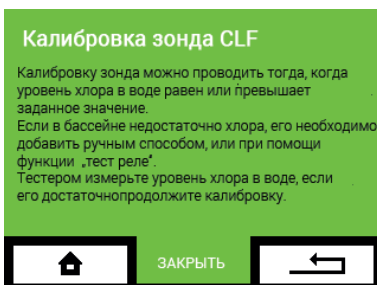 Калибровка зонда CLF
Калибровку зонда можно проводить тогда, когда
уровень хлора в воде равен или превышает
заданное значение.
Если в бассейне недостаточно хлора, его необходимо
добавить ручным способом, или при помощи
функции „тест реле“.
Тестером измерьте уровень хлора в воде, если
его достаточнопродолжите калибровку.
ЗАКРЫТЬ